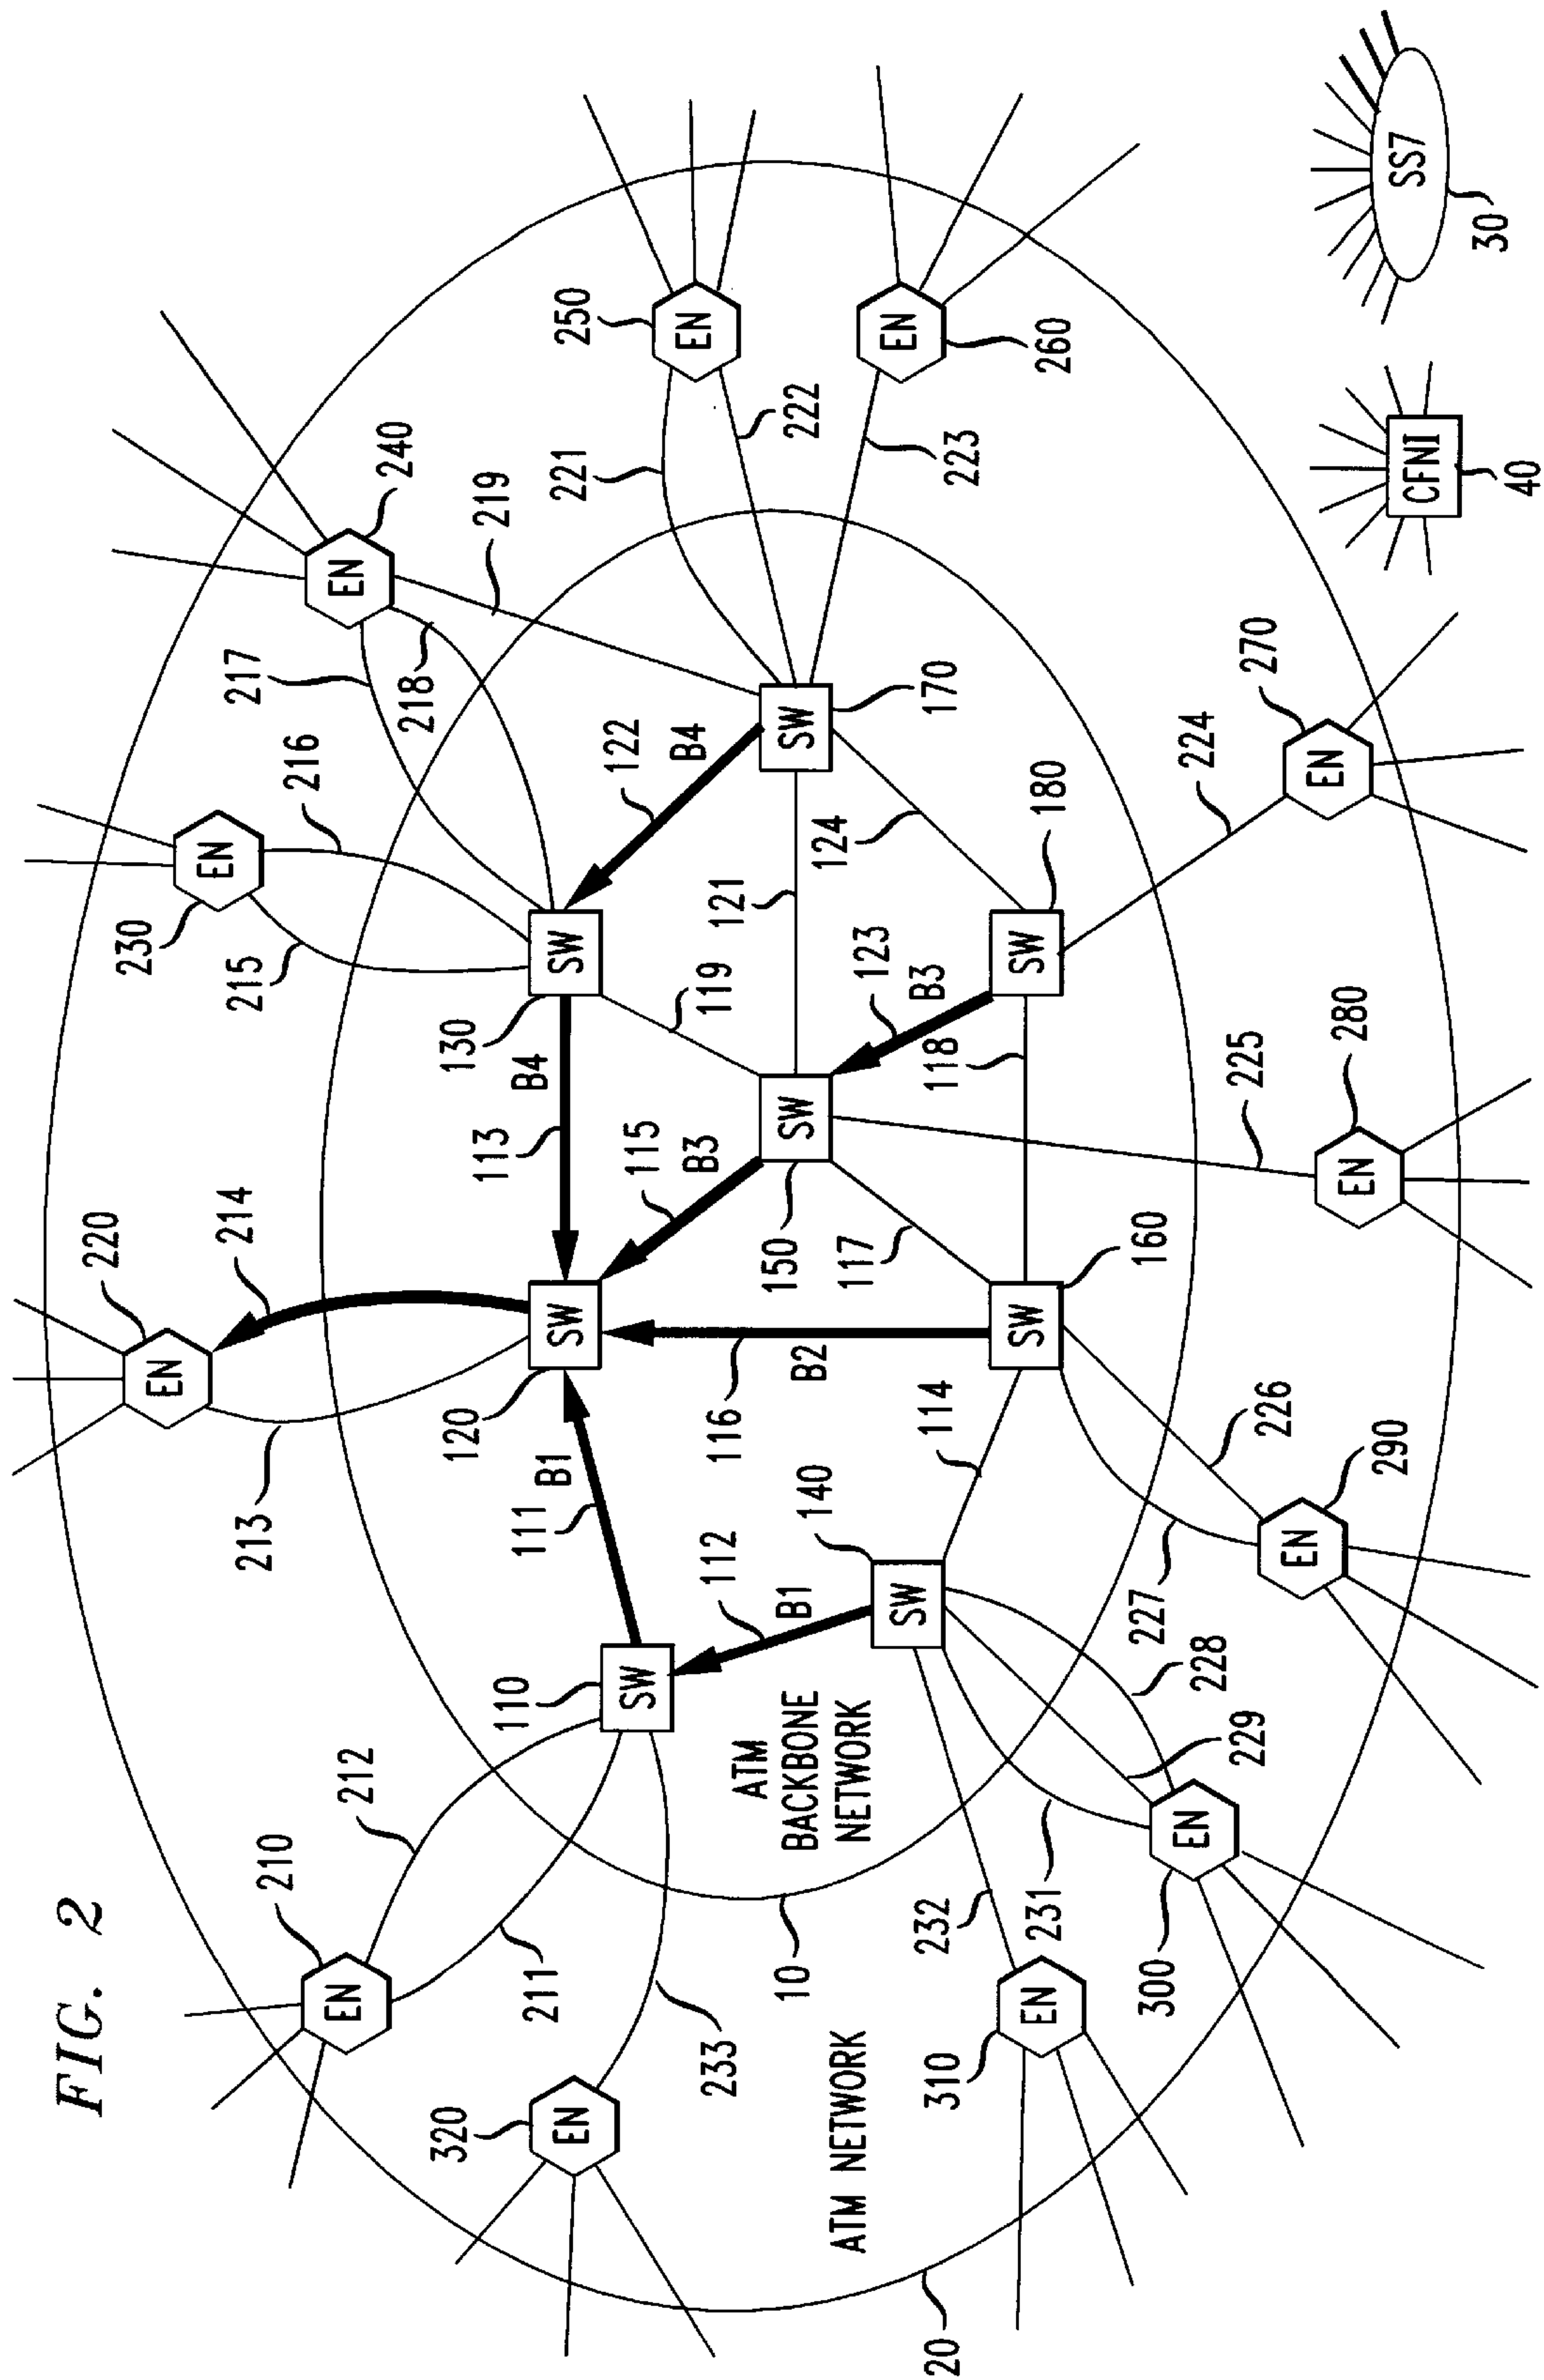 FIG. 2
220
214
230
216
215
217
240
EN
EN
EN
218
219
210
212
213
EN
211
320
EN
233
110
SW
111
B1
120
SW
113
B4
130
SW
122
B4
250
EN
221
222
115
B3
119
112
B1
116
B2
150
SW
121
170
SW
124
117
123
B3
260
EN
223
140
SW
114
160
SW
118
180
SW
ATM
BACKBONE
NETWORK
10
ATM NETWORK
20
310
EN
232
231
300
EN
229
228
227
290
EN
226
225
280
EN
224
270
EN
CFNI
40
SS7
30